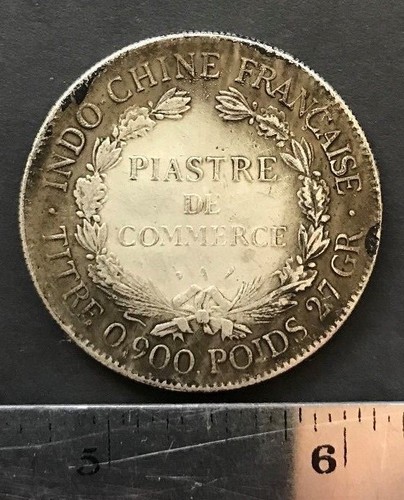 · INDO-CHINE FRANÇAISE ·
PIASTRE
DE
COMMERCE
TITRE 0,900. POIDS 27 GR.
5 6